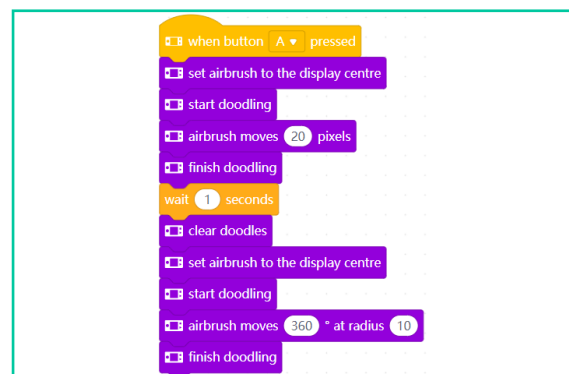 when button A pressed
set airbrush to the display centre
start doodling
airbrush moves 20 pixels
finish doodling
wait 1 seconds
clear doodles
set airbrush to the display centre
start doodling
airbrush moves 360 ° at radius 10
finish doodling